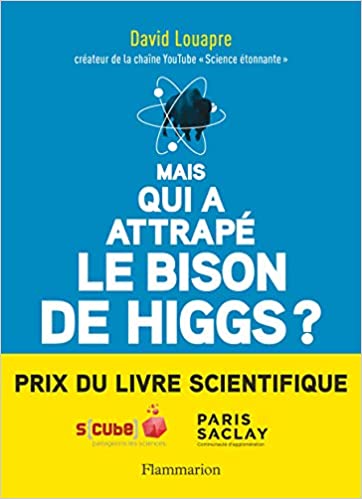 David Louapre
créateur de la chaîne YouTube « Science étonnante »
MAIS
QUI A
ATTRAPÉ
LE BISON
DE HIGGS ?
PRIX DU LIVRE SCIENTIFIQUE
S[CUBE]
partageons les sciences
PARIS
SACLAY
Communauté d'agglomération
Flammarion